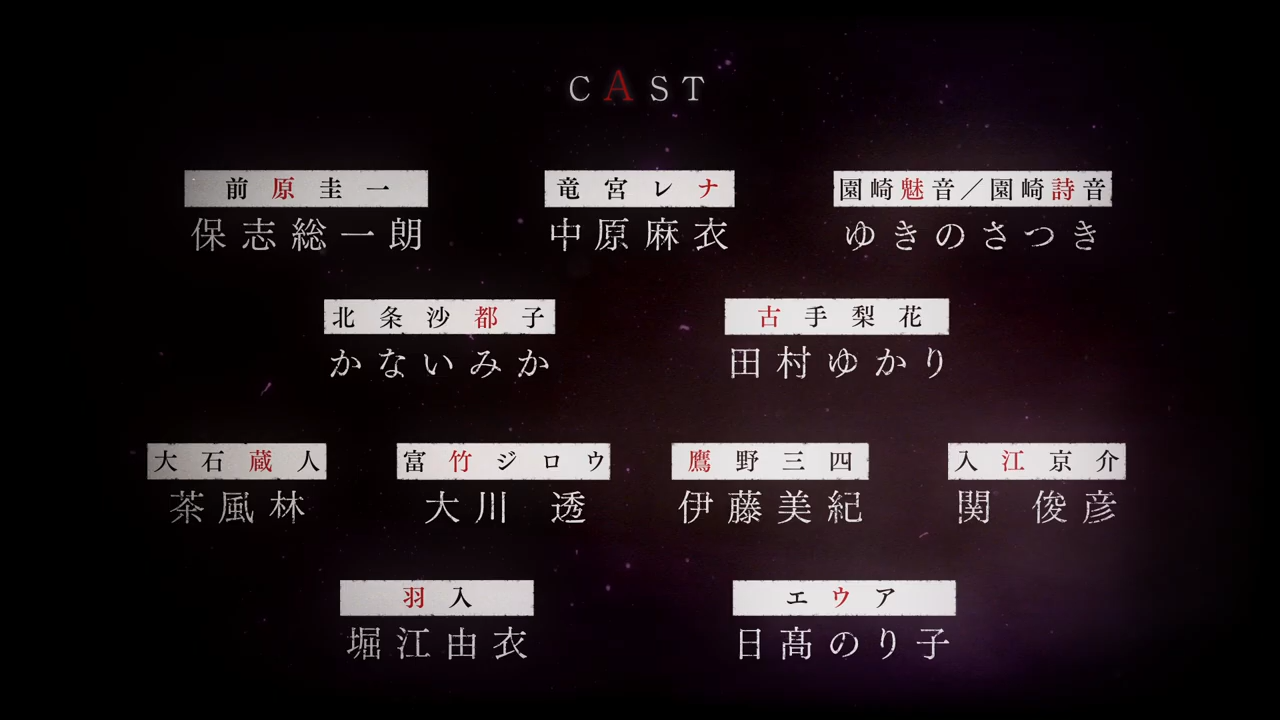 CAST
前原圭一
保志総一朗
竜宮レナ
中原麻衣
園崎魅音／園崎詩音
ゆきのさつき
北条沙都子
かないみか
古手梨花
田村ゆかり
大石蔵人
茶風林
富竹ジロウ
大川 透
鷹野三四
伊藤美紀
入江京介
関 俊彦
羽入
堀江由衣
エウア
日髙のり子